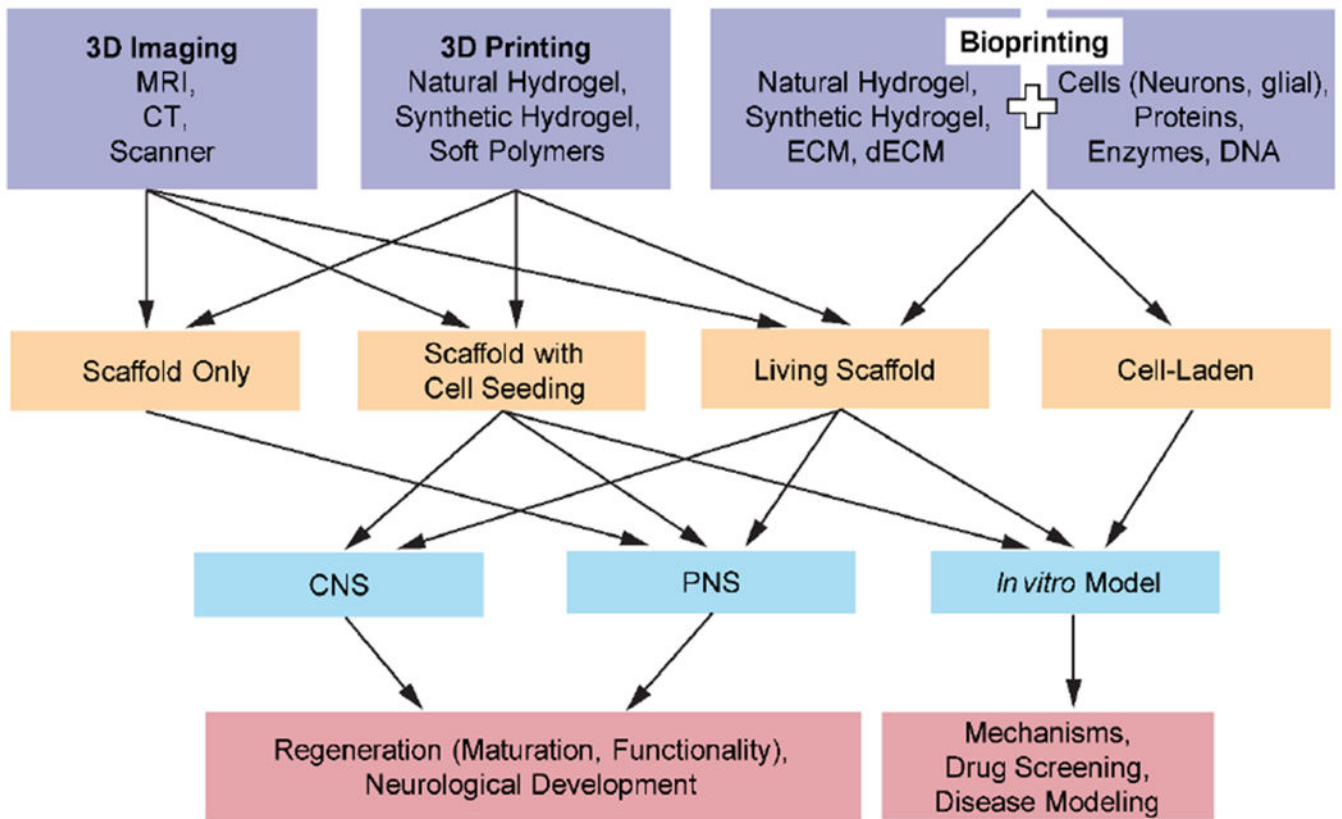 3D Imaging
MRI,
CT,
Scanner
3D Printing
Natural Hydrogel,
Synthetic Hydrogel,
Soft Polymers
Bioprinting
Natural Hydrogel,
Synthetic Hydrogel,
ECM, dECM
Cells (Neurons, glial),
Proteins,
Enzymes, DNA
Scaffold Only
Scaffold with
Cell Seeding
Living Scaffold
Cell-Laden
CNS
PNS
In vitro Model
Regeneration (Maturation, Functionality),
Neurological Development
Mechanisms,
Drug Screening,
Disease Modeling